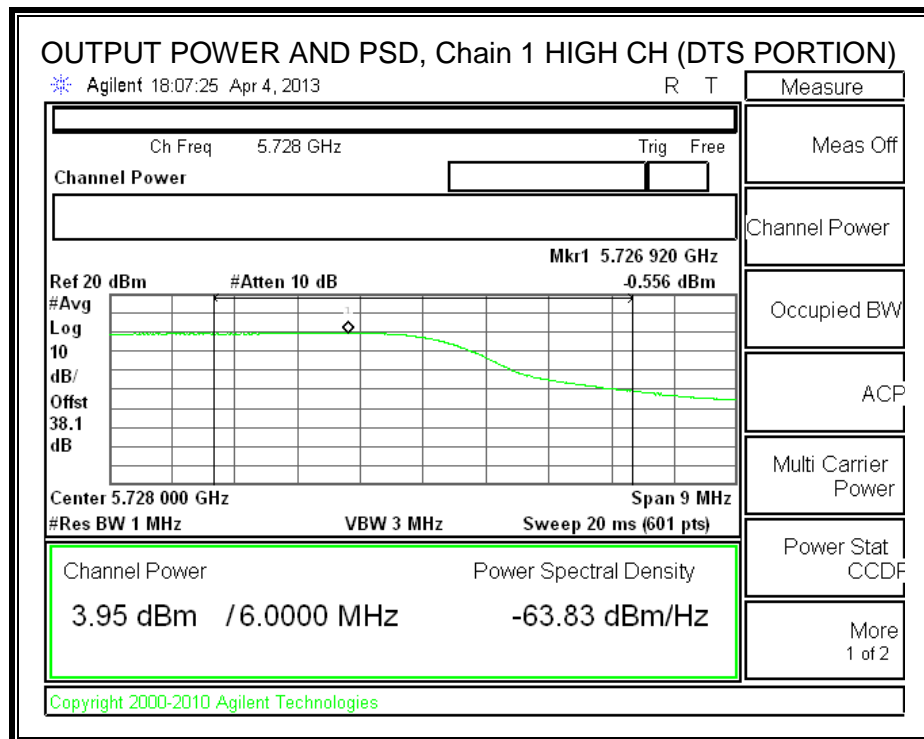 OUTPUT POWER AND PSD, Chain 1 HIGH CH (DTS PORTION)
Agilent 18:07:25 Apr 4, 2013 R T
Measure
Ch Freq 5.728 GHz Trig Free
Meas Off
Channel Power
Channel Power
Mkr1 5.726 920 GHz
Ref 20 dBm #Atten 10 dB -0.556 dBm
#Avg
Log
10
dB/
Offst
38.1
dB
1
Occupied BW
ACP
Multi Carrier
Power
Center 5.728 000 GHz Span 9 MHz
#Res BW 1 MHz VBW 3 MHz Sweep 20 ms (601 pts)
Power Stat
CCDF
Channel Power Power Spectral Density
3.95 dBm /6.0000 MHz -63.83 dBm/Hz
More
1 of 2
Copyright 2000-2010 Agilent Technologies